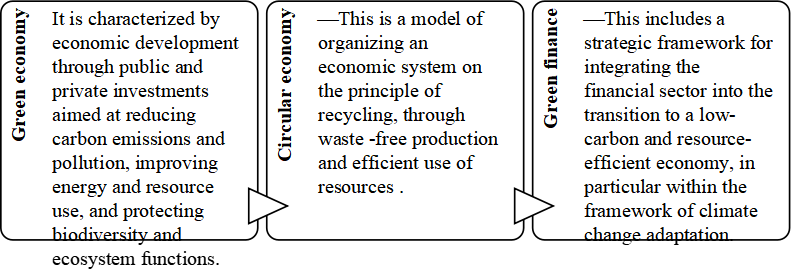 Green economy
It is characterized by
economic development
through public and
private investments
aimed at reducing
carbon emissions and
pollution, improving
energy and resource
use, and protecting
biodiversity and
ecosystem functions.
Circular economy
—This is a model of
organizing an
economic system on
the principle of
recycling, through
waste -free production
and efficient use of
resources .
Green finance
—This includes a
strategic framework for
integrating the
financial sector into the
transition to a low-
carbon and resource-
efficient economy, in
particular within the
framework of climate
change adaptation.